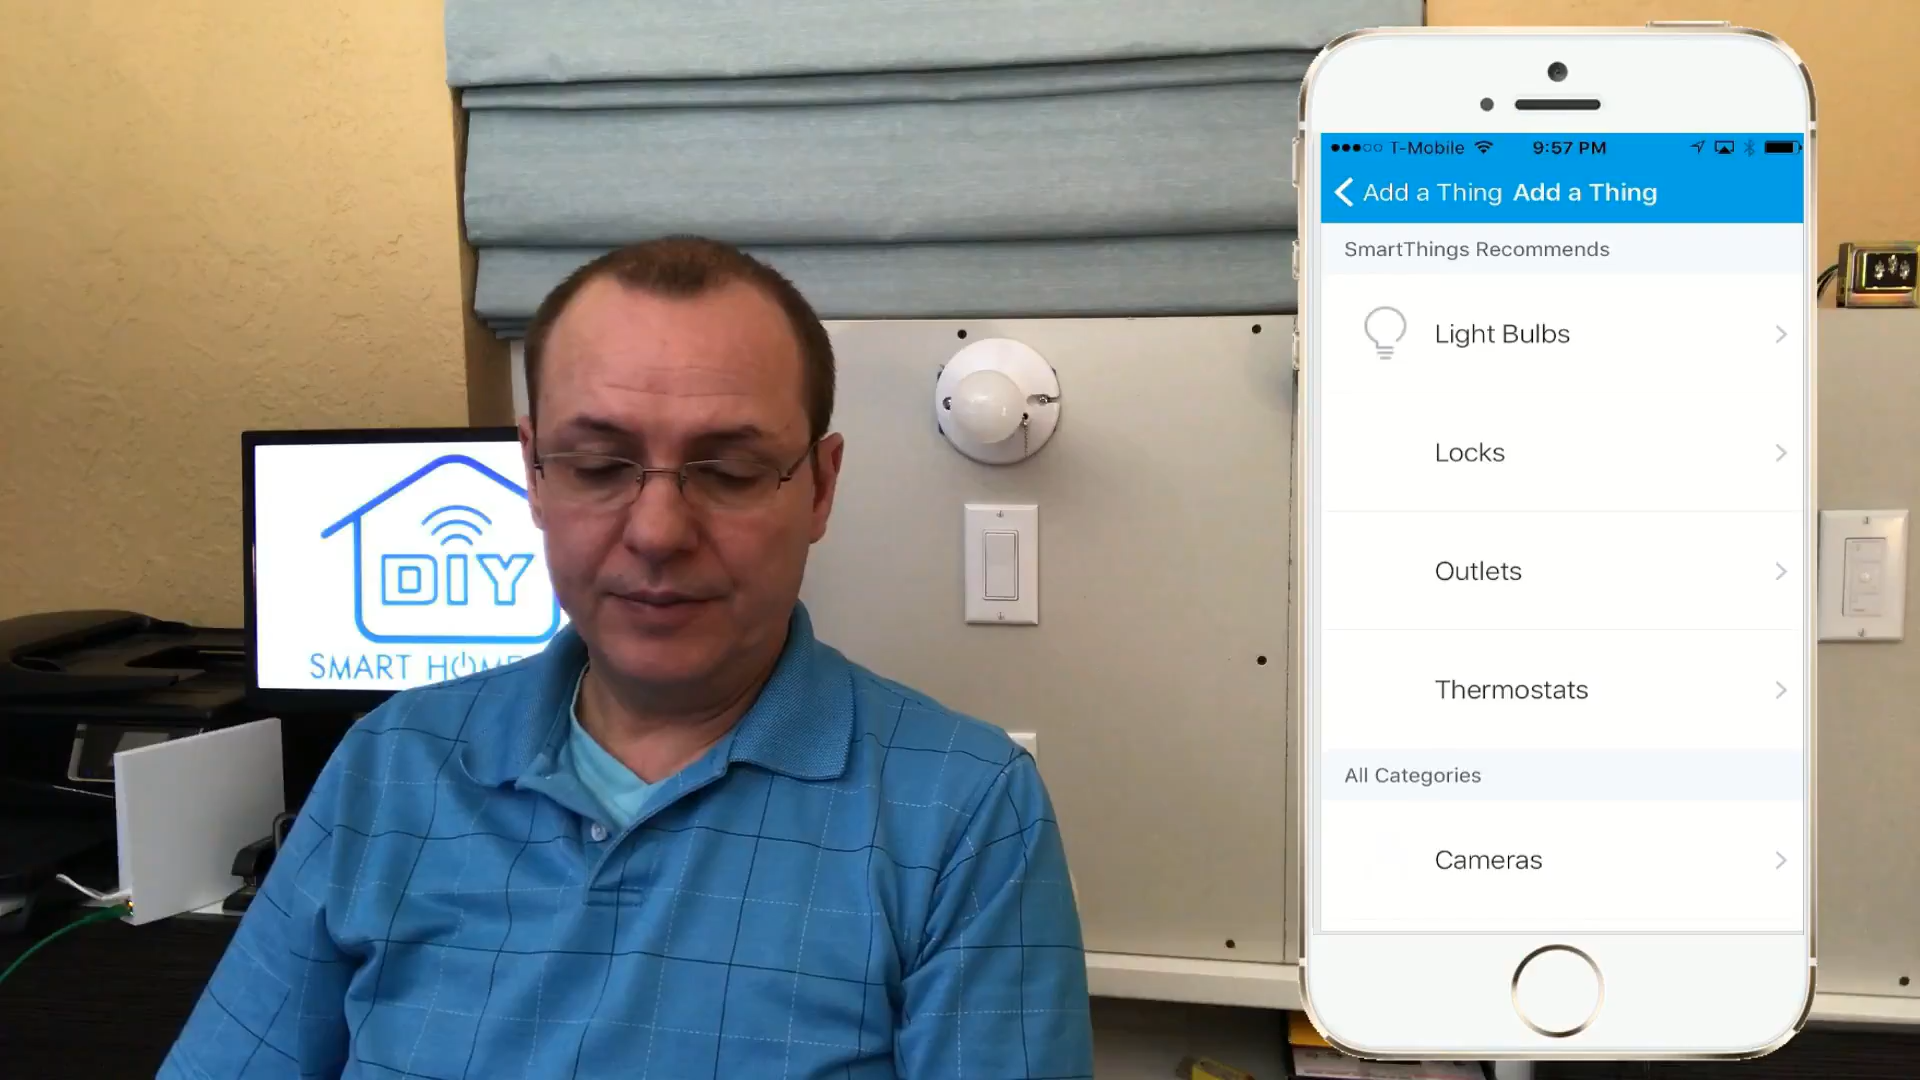 DIY
SMART HOME
T-Mobile 9:57 PM
Add a Thing Add a Thing
SmartThings Recommends
Light Bulbs
Locks
Outlets
Thermostats
All Categories
Cameras